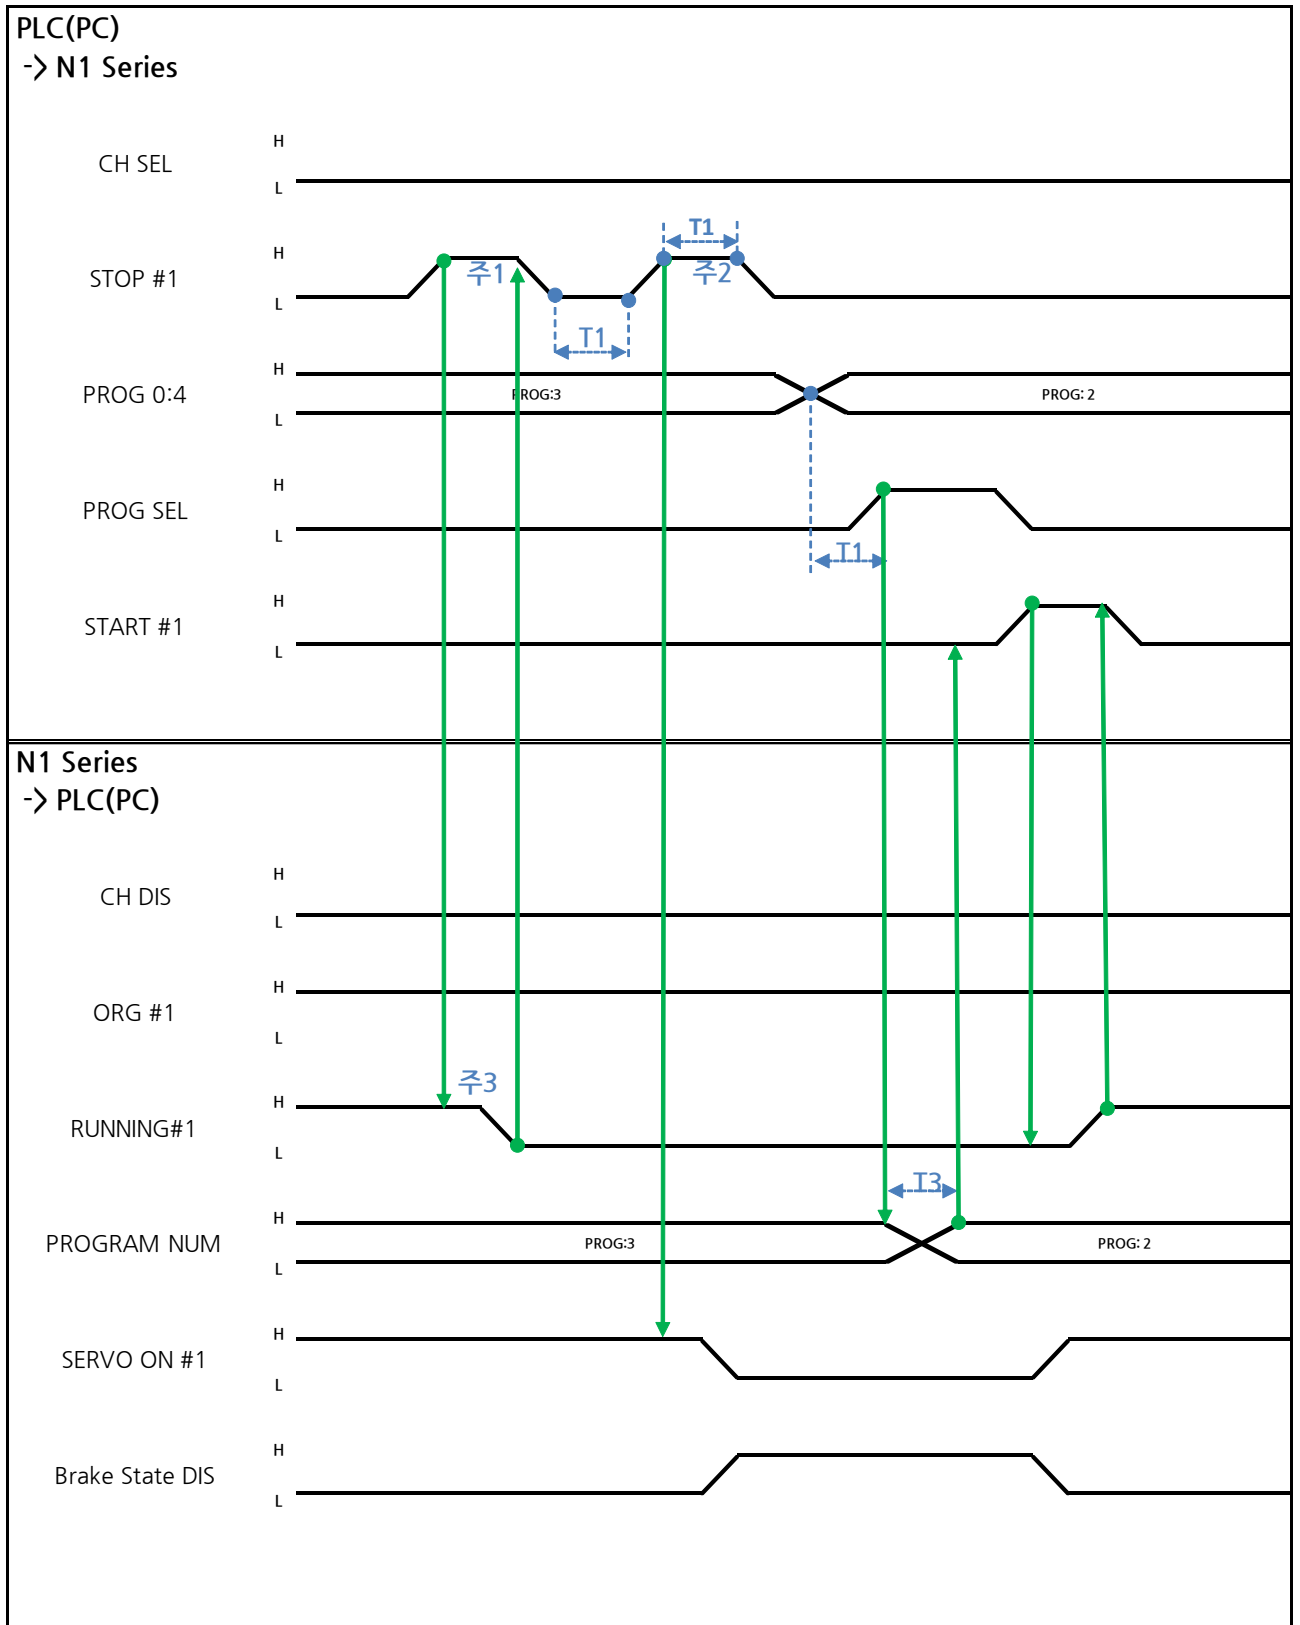 PLC(PC)
-> N1 Series
H
CH SEL
L
T1
H
STOP #1
주1
주2
L
T1
H
PROG 0:4
PROG:3
PROG: 2
L
H
PROG SEL
L
T1
H
START #1
L
N1 Series
-> PLC(PC)
H
CH DIS
L
H
ORG #1
L
주3
H
RUNNING#1
L
T3
H
PROGRAM NUM
PROG:3
PROG: 2
L
H
SERVO ON #1
L
H
Brake State DIS
L